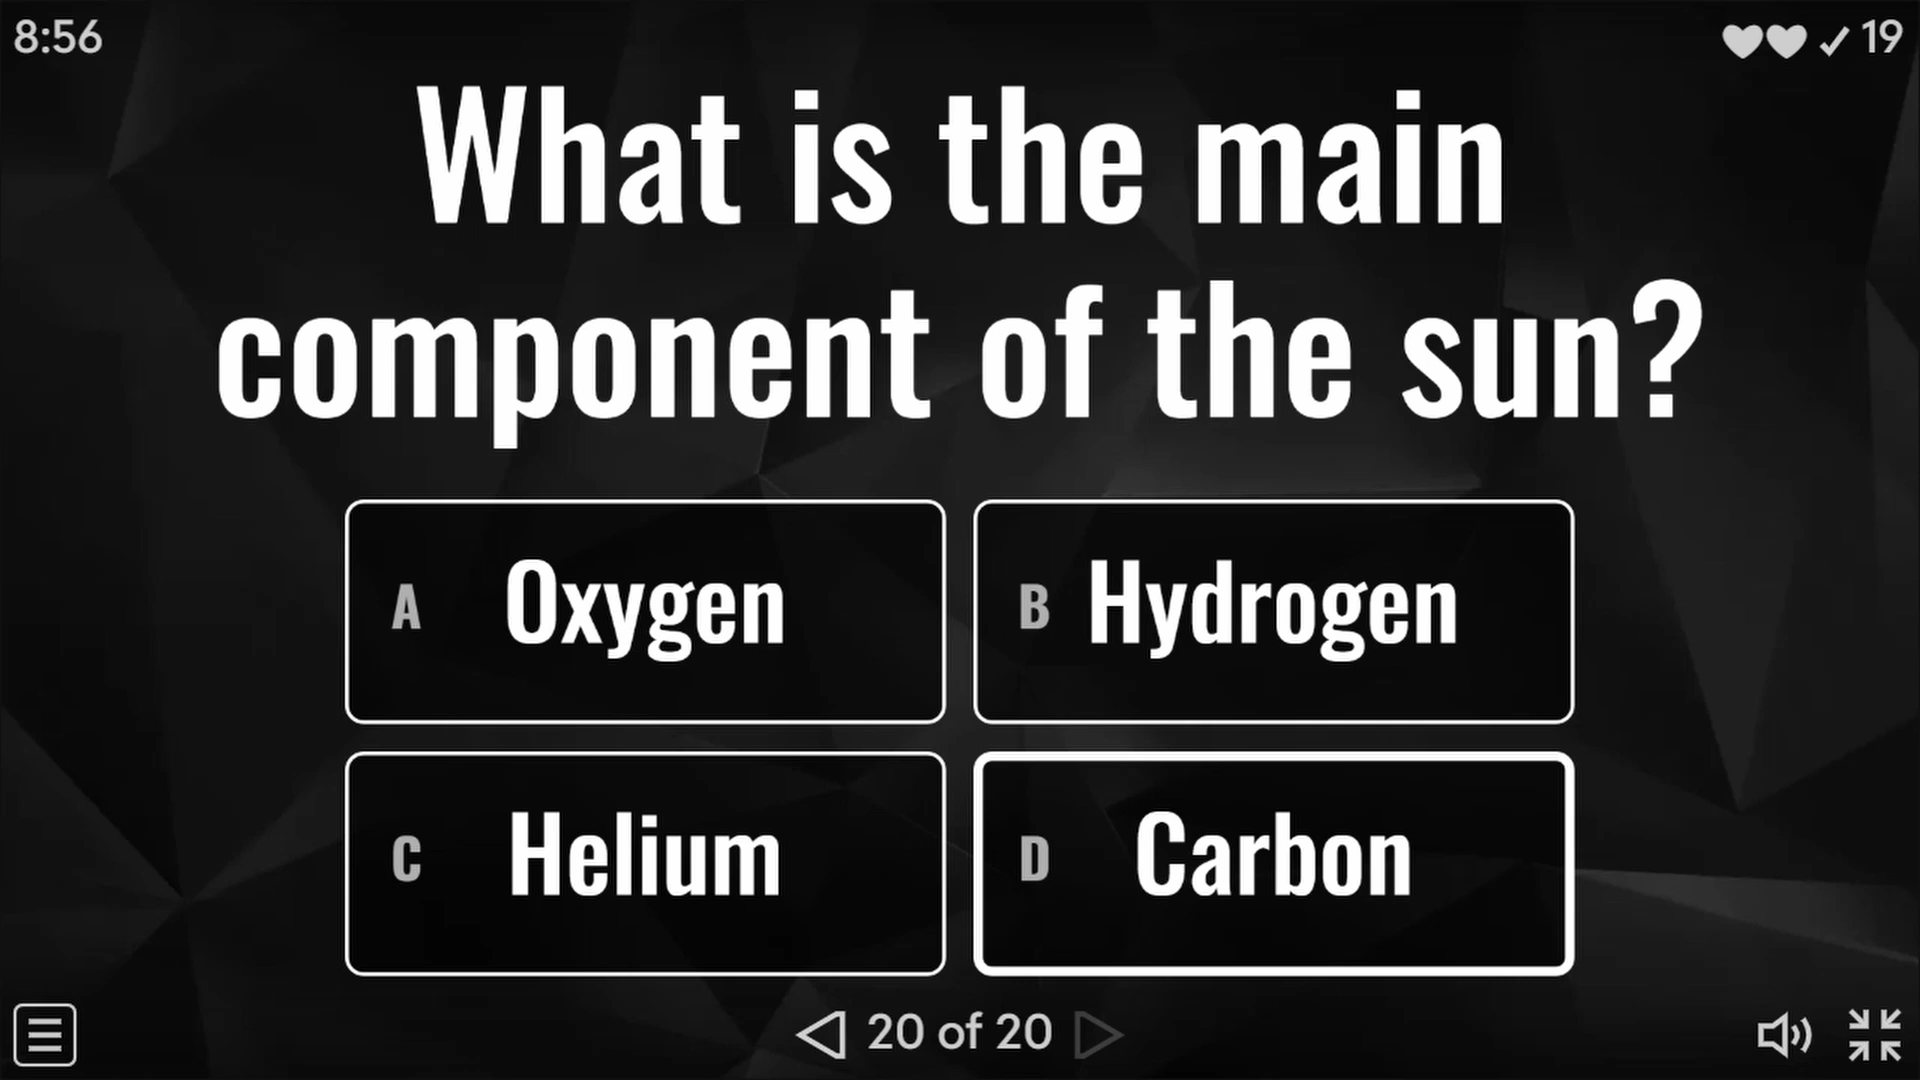 8:56
19
What is the main
component of the sun?
A Oxygen
B Hydrogen
C Helium
D Carbon
20 of 20